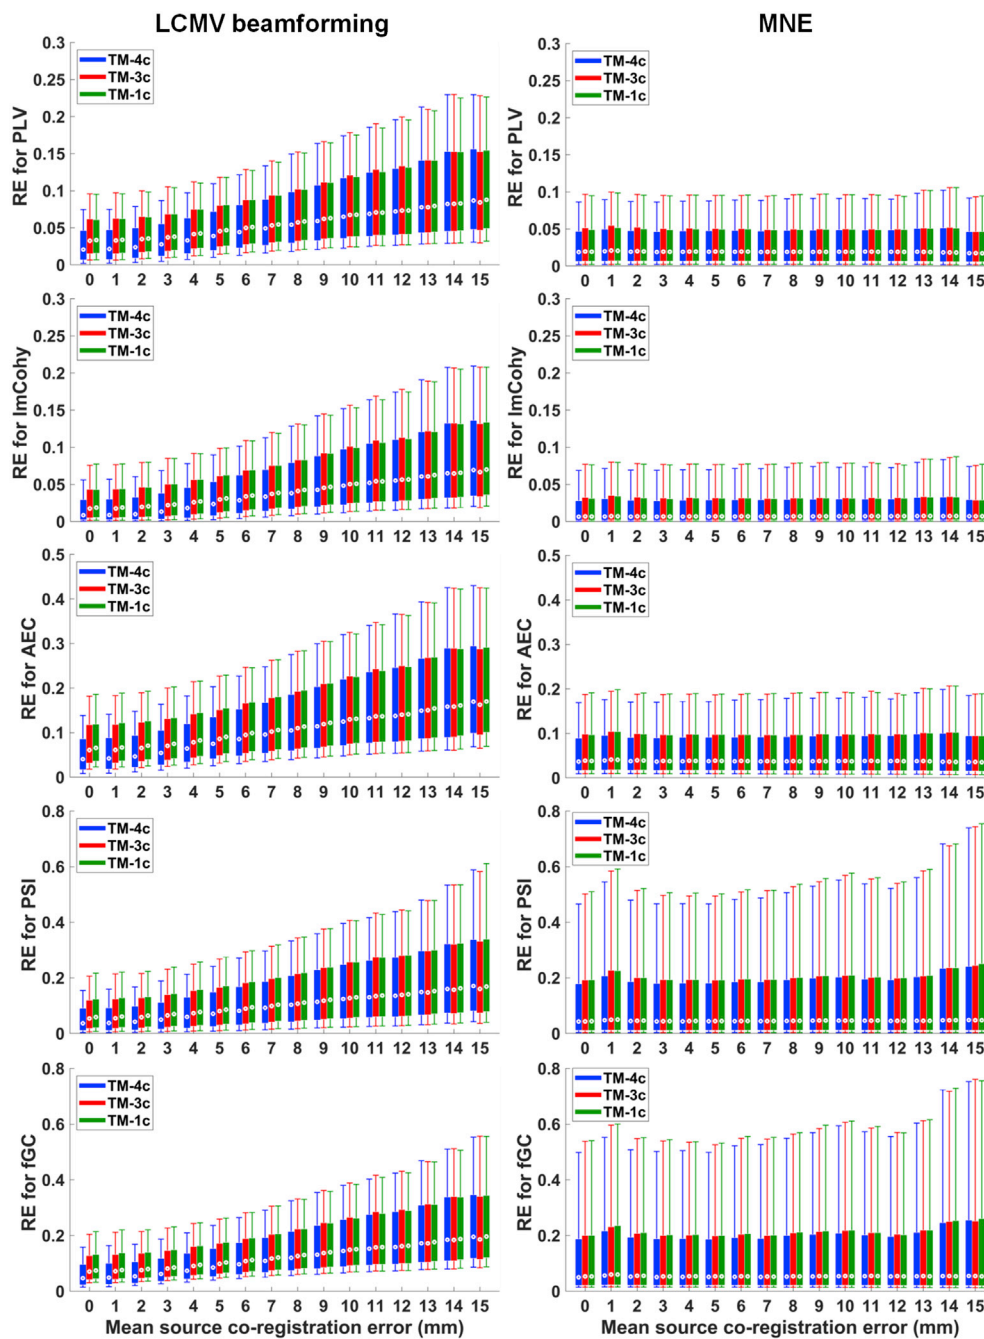 LCMV beamforming
MNE
RE for PLV
0.3
0.25
0.2
0.15
0.1
0.05
0
TM-4c
TM-3c
TM-1c
0 1 2 3 4 5 6 7 8 9 10 11 12 13 14 15
RE for PLV
0.3
0.25
0.2
0.15
0.1
0.05
0
TM-4c
TM-3c
TM-1c
0 1 2 3 4 5 6 7 8 9 10 11 12 13 14 15
RE for ImCohy
0.3
0.25
0.2
0.15
0.1
0.05
0
TM-4c
TM-3c
TM-1c
0 1 2 3 4 5 6 7 8 9 10 11 12 13 14 15
RE for ImCohy
0.3
0.25
0.2
0.15
0.1
0.05
0
TM-4c
TM-3c
TM-1c
0 1 2 3 4 5 6 7 8 9 10 11 12 13 14 15
RE for AEC
0.5
0.4
0.3
0.2
0.1
0
TM-4c
TM-3c
TM-1c
0 1 2 3 4 5 6 7 8 9 10 11 12 13 14 15
RE for AEC
0.5
0.4
0.3
0.2
0.1
0
TM-4c
TM-3c
TM-1c
0 1 2 3 4 5 6 7 8 9 10 11 12 13 14 15
RE for PSI
0.8
0.6
0.4
0.2
0
TM-4c
TM-3c
TM-1c
0 1 2 3 4 5 6 7 8 9 10 11 12 13 14 15
RE for PSI
0.8
0.6
0.4
0.2
0
TM-4c
TM-3c
TM-1c
0 1 2 3 4 5 6 7 8 9 10 11 12 13 14 15
RE for fGC
0.8
0.6
0.4
0.2
0
TM-4c
TM-3c
TM-1c
0 1 2 3 4 5 6 7 8 9 10 11 12 13 14 15
Mean source co-registration error (mm)
RE for fGC
0.8
0.6
0.4
0.2
0
TM-4c
TM-3c
TM-1c
0 1 2 3 4 5 6 7 8 9 10 11 12 13 14 15
Mean source co-registration error (mm)